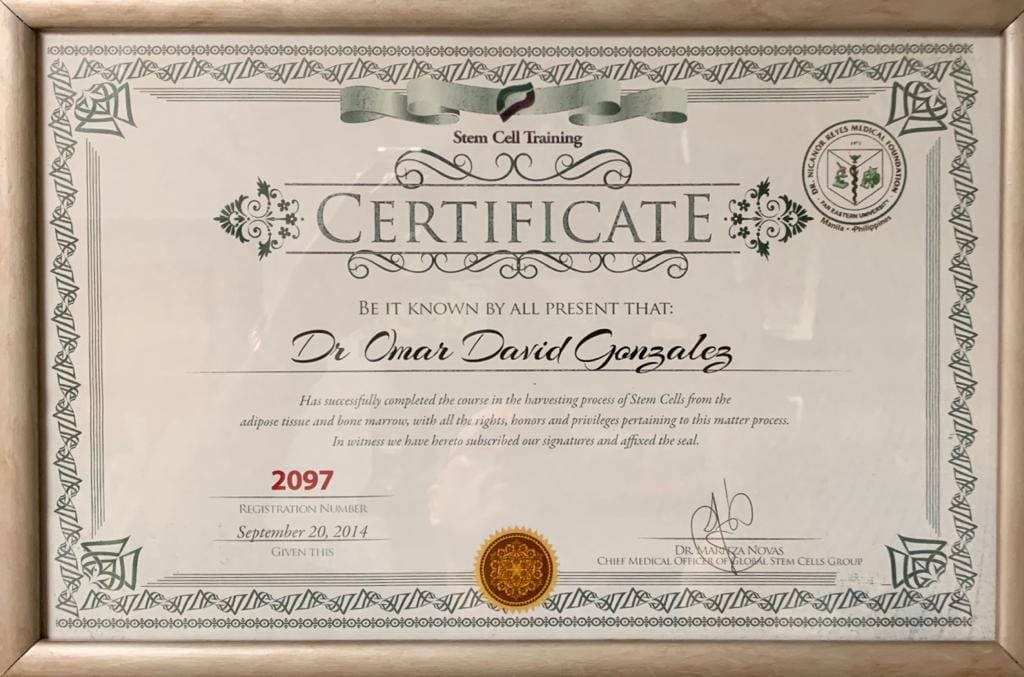 Stem Cell Training
DR. NICANOR REYES MEDICAL FOUNDATION
1971
FAR EASTERN UNIVERSITY
Manila • Philippines
CERTIFICATE
BE IT KNOWN BY ALL PRESENT THAT:
Dr Omar David Gonzalez
Has successfully completed the course in the harvesting process of Stem Cells from the
adipose tissue and bone marrow, with all the rights, honors and privileges pertaining to this matter process.
In witness we have hereto subscribed our signatures and affixed the seal.
2097
REGISTRATION NUMBER
September 20, 2014
GIVEN THIS
DR. MARITZA NOVAS
CHIEF MEDICAL OFFICER OF GLOBAL STEM CELLS GROUP